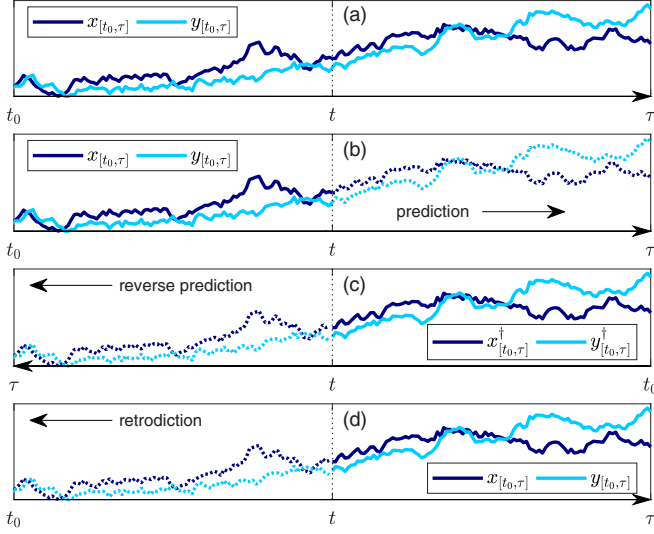 x[t₀,τ] y[t₀,τ] (a)
t₀ t τ
x[t₀,τ] y[t₀,τ] (b)
prediction
t₀ t τ
reverse prediction (c)
x†[t₀,τ] y†[t₀,τ]
τ t t₀
retrodiction (d)
x[t₀,τ] y[t₀,τ]
t₀ t τ